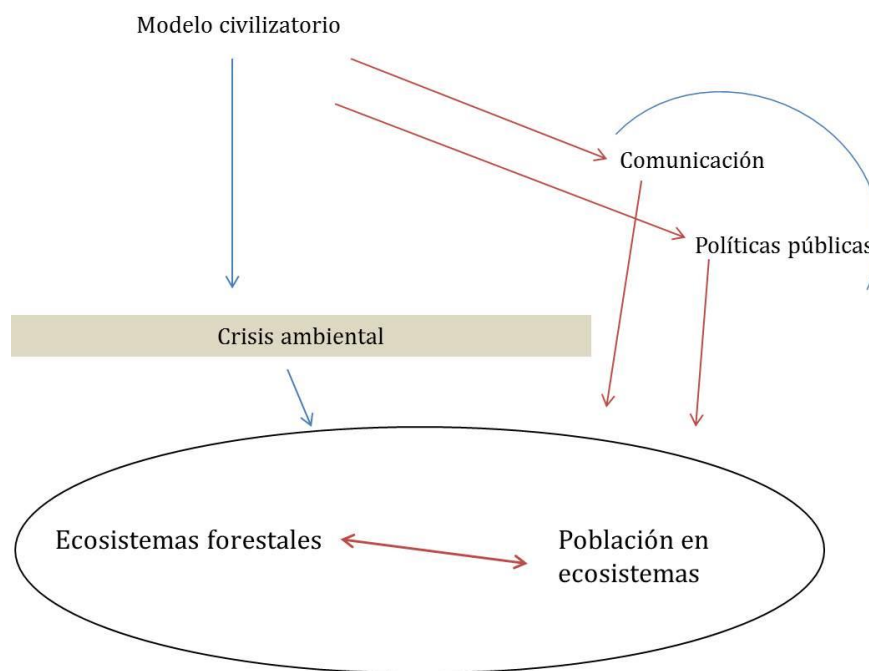 Modelo civilizatorio
Comunicación
Políticas públicas
Crisis ambiental
Ecosistemas forestales
Población en
ecosistemas